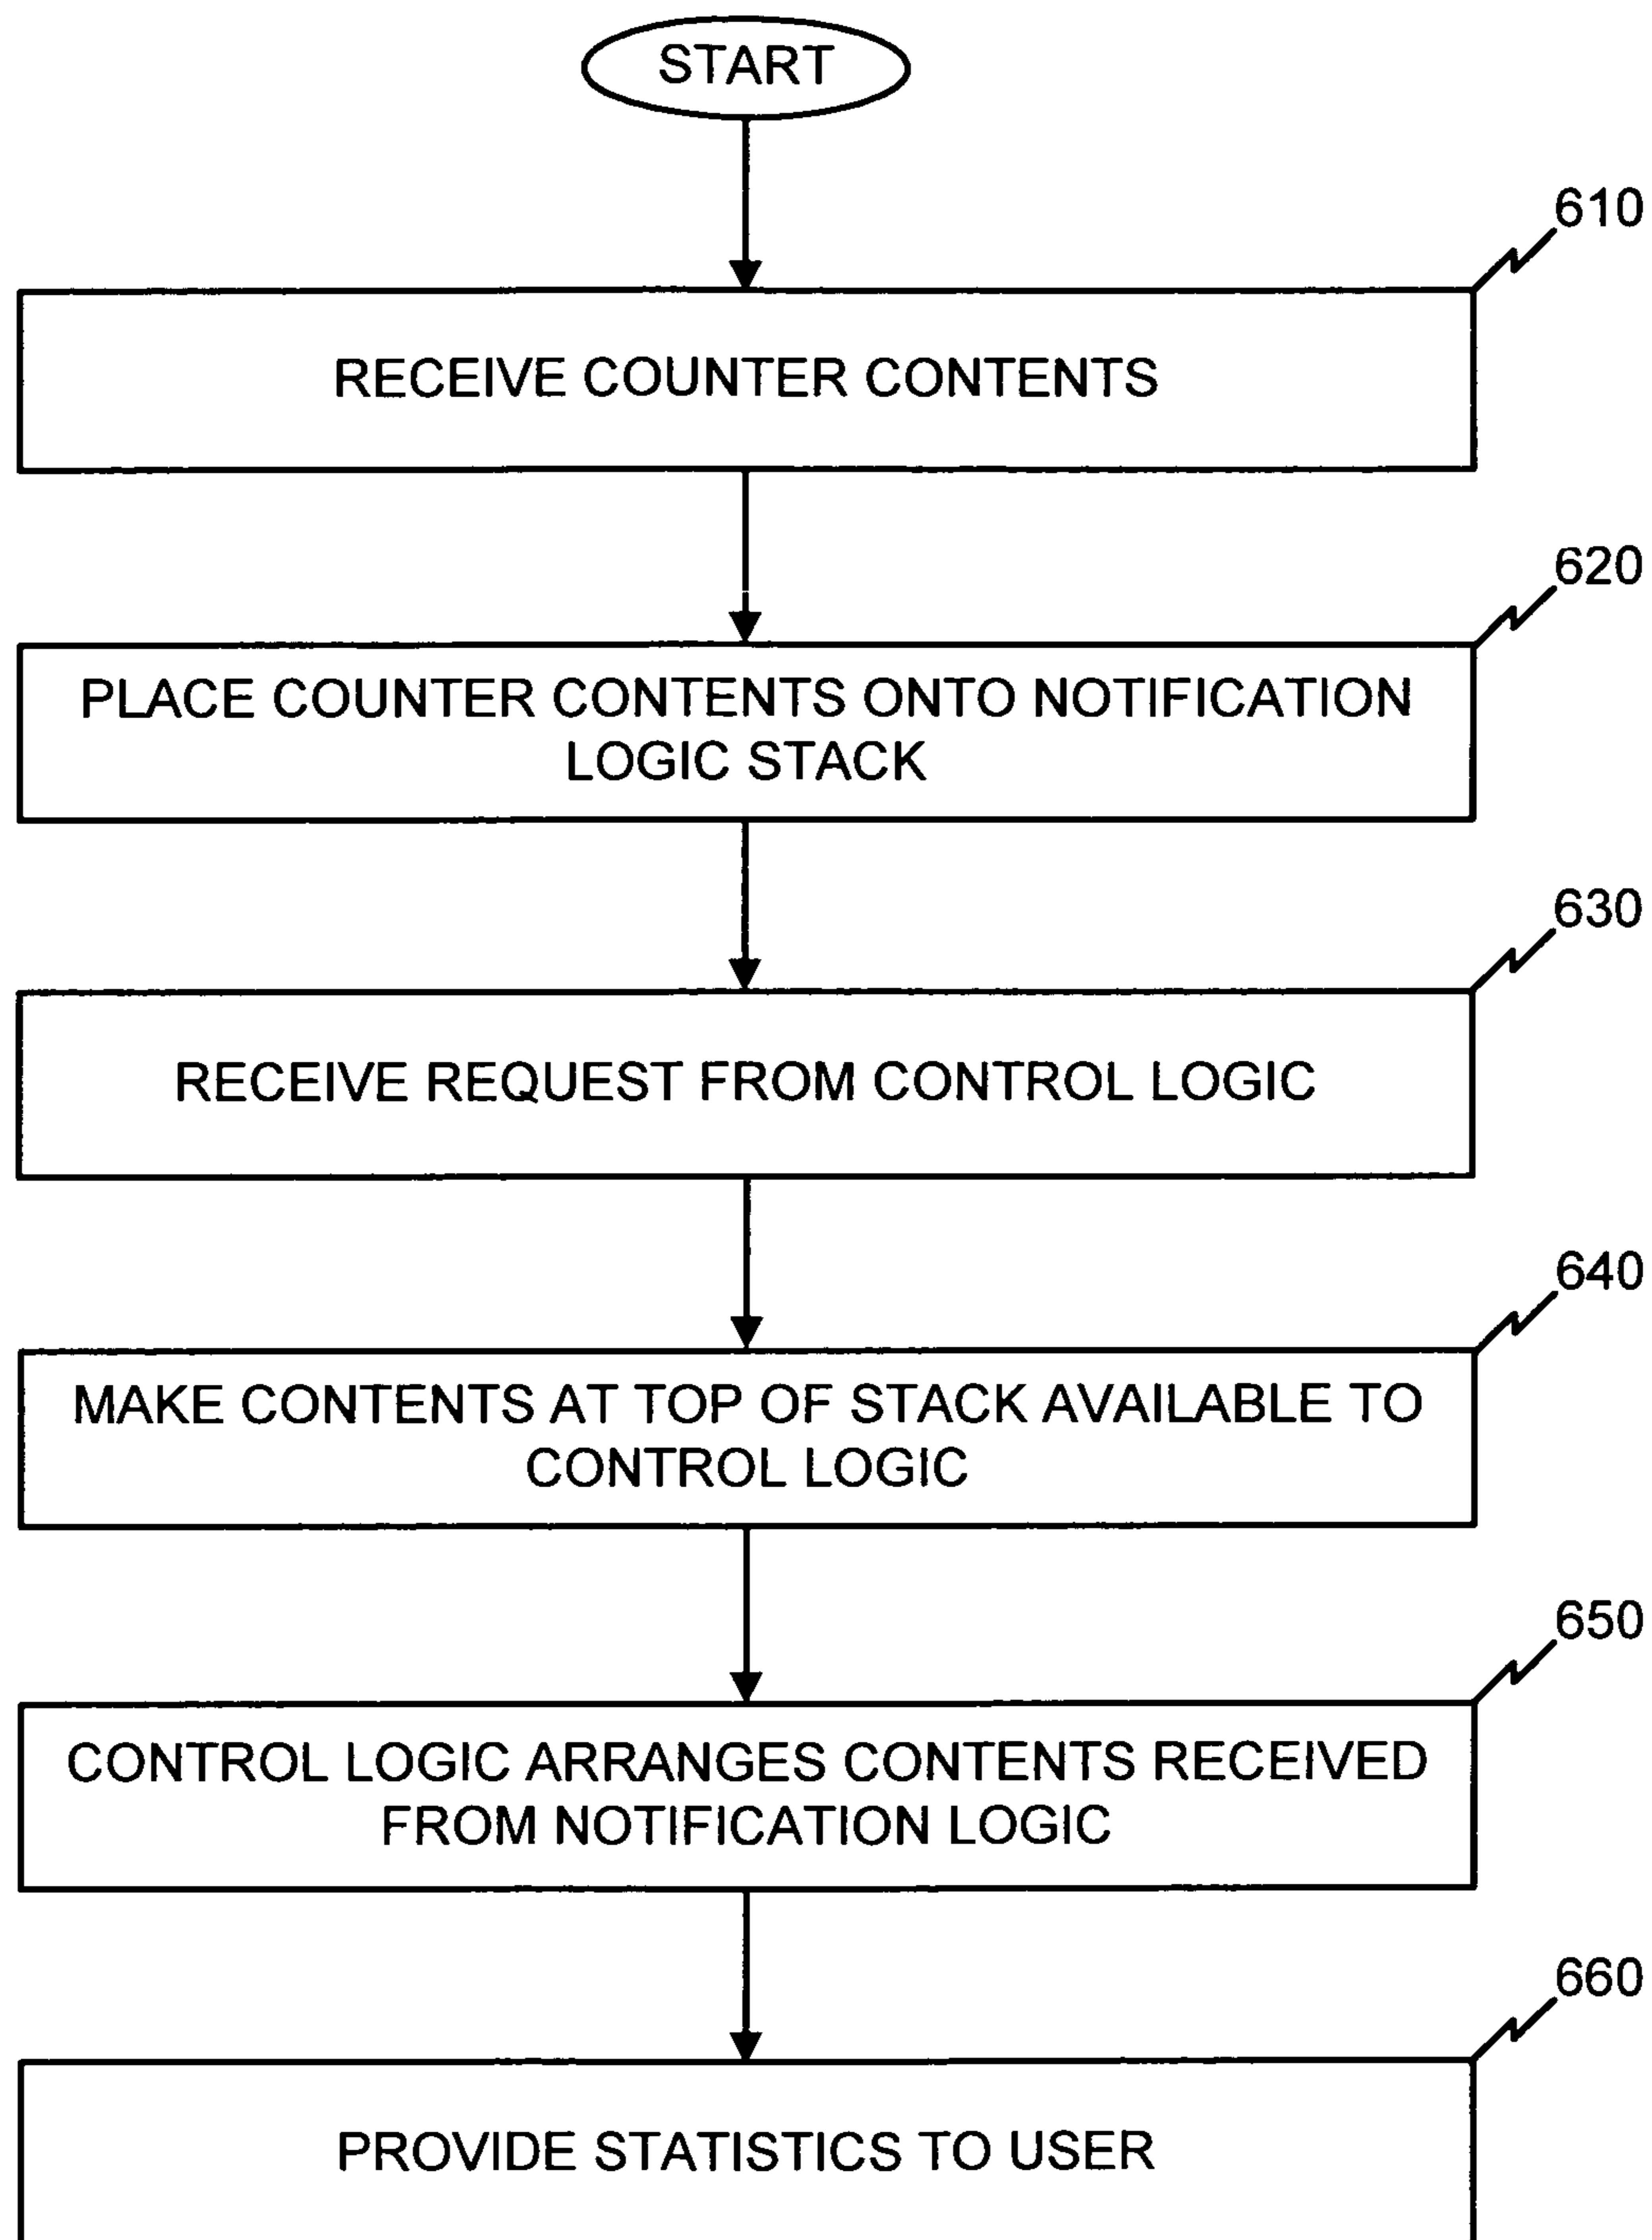 START
610
RECEIVE COUNTER CONTENTS
620
PLACE COUNTER CONTENTS ONTO NOTIFICATION
LOGIC STACK
630
RECEIVE REQUEST FROM CONTROL LOGIC
640
MAKE CONTENTS AT TOP OF STACK AVAILABLE TO
CONTROL LOGIC
650
CONTROL LOGIC ARRANGES CONTENTS RECEIVED
FROM NOTIFICATION LOGIC
660
PROVIDE STATISTICS TO USER